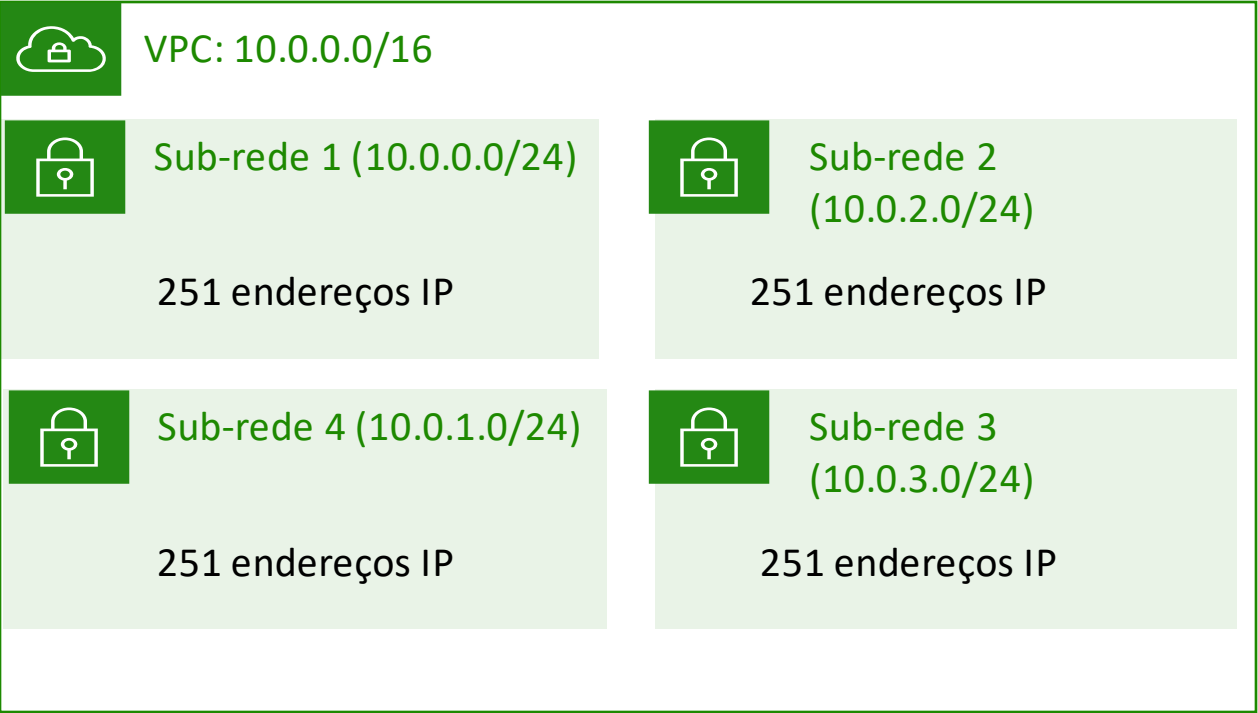 VPC: 10.0.0.0/16
Sub-rede 1 (10.0.0.0/24)
251 endereços IP
Sub-rede 2
(10.0.2.0/24)
251 endereços IP
Sub-rede 4 (10.0.1.0/24)
251 endereços IP
Sub-rede 3
(10.0.3.0/24)
251 endereços IP